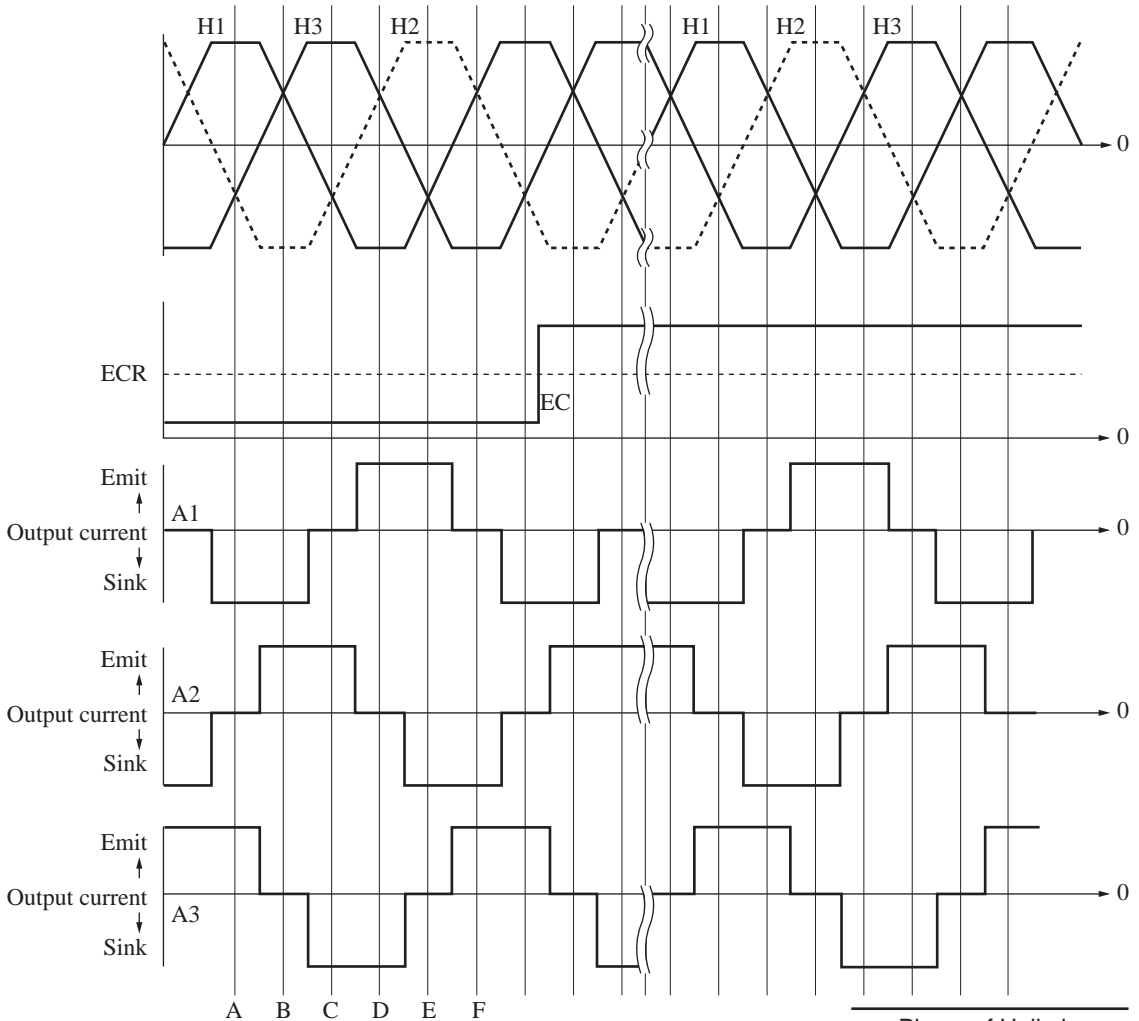 H1 H3 H2 H1 H2 H3
0
ECR
EC
0
Emit
A1
Output current
0
Sink
Emit
A2
Output current
0
Sink
Emit
Output current
0
A3
Sink
A B C D E F